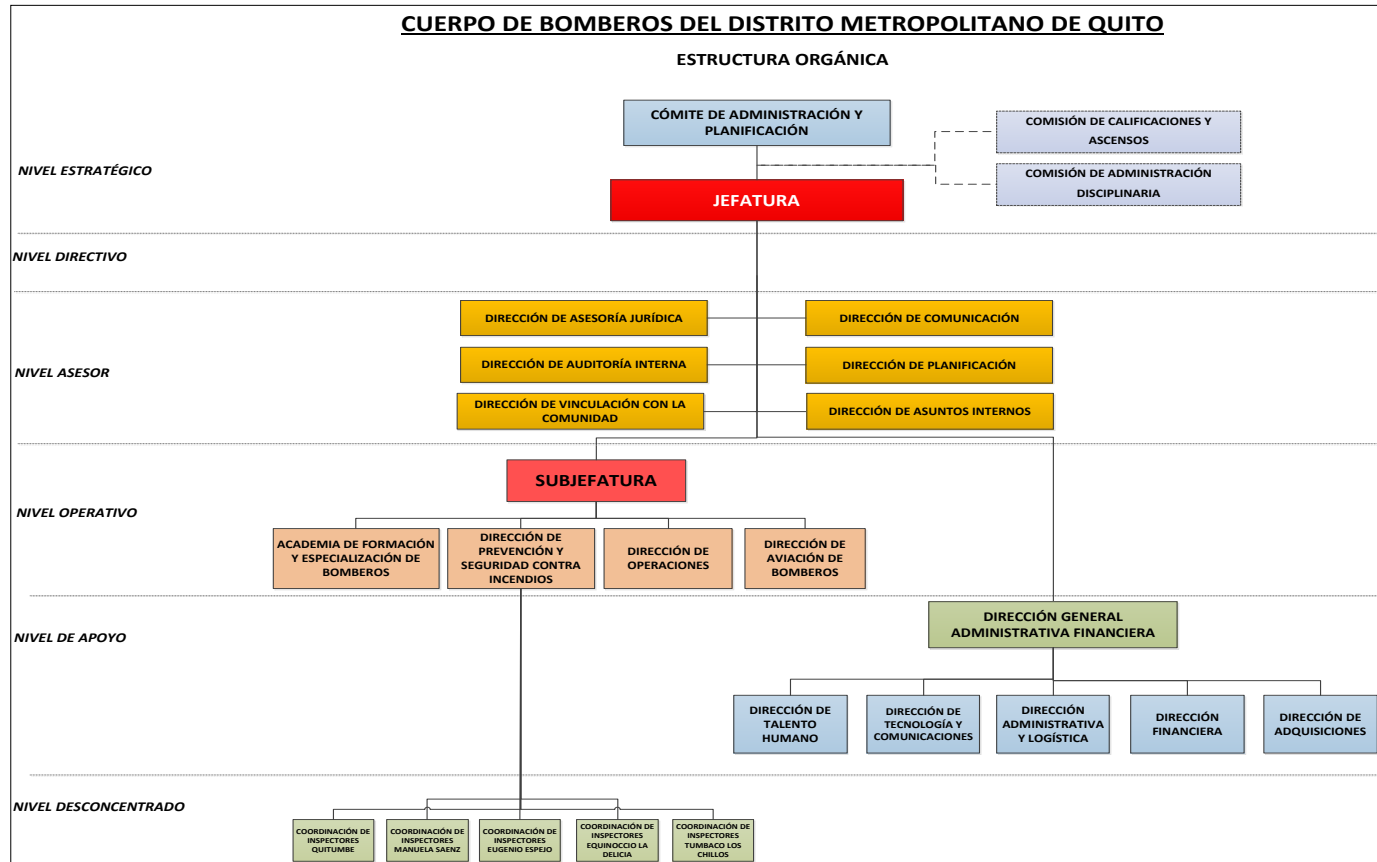 CUERPO DE BOMBEROS DEL DISTRITO METROPOLITANO DE QUITO
ESTRUCTURA ORGÁNICA
CÓMITE DE ADMINISTRACIÓN Y
PLANIFICACIÓN
COMISIÓN DE CALIFICACIONES Y
ASCENSOS
NIVEL ESTRATÉGICO
COMISIÓN DE ADMINISTRACIÓN
DISCIPLINARIA
JEFATURA
NIVEL DIRECTIVO
DIRECCIÓN DE ASESORÍA JURÍDICA
DIRECCIÓN DE COMUNICACIÓN
NIVEL ASESOR
DIRECCIÓN DE AUDITORÍA INTERNA
DIRECCIÓN DE PLANIFICACIÓN
DIRECCIÓN DE VINCULACIÓN CON LA
COMUNIDAD
DIRECCIÓN DE ASUNTOS INTERNOS
SUBJEFATURA
NIVEL OPERATIVO
ACADEMIA DE FORMACIÓN
Y ESPECIALIZACIÓN DE
BOMBEROS
DIRECCIÓN DE
PREVENCIÓN Y
SEGURIDAD CONTRA
INCENDIOS
DIRECCIÓN DE
OPERACIONES
DIRECCIÓN DE
AVIACIÓN DE
BOMBEROS
NIVEL DE APOYO
DIRECCIÓN GENERAL
ADMINISTRATIVA FINANCIERA
DIRECCIÓN DE
TALENTO
HUMANO
DIRECCIÓN DE
TECNOLOGÍA Y
COMUNICACIONES
DIRECCIÓN
ADMINISTRATIVA
Y LOGÍSTICA
DIRECCIÓN
FINANCIERA
DIRECCIÓN DE
ADQUISICIONES
NIVEL DESCONCENTRADO
COORDINACIÓN DE
INSPECTORES
QUITUMBE
COORDINACIÓN DE
INSPECTORES
MANUELA SAENZ
COORDINACIÓN DE
INSPECTORES
EUGENIO ESPEJO
COORDINACIÓN DE
INSPECTORES
EQUINOCCIO LA
DELICIA
COORDINACIÓN DE
INSPECTORES
TUMBACO LOS
CHILLOS